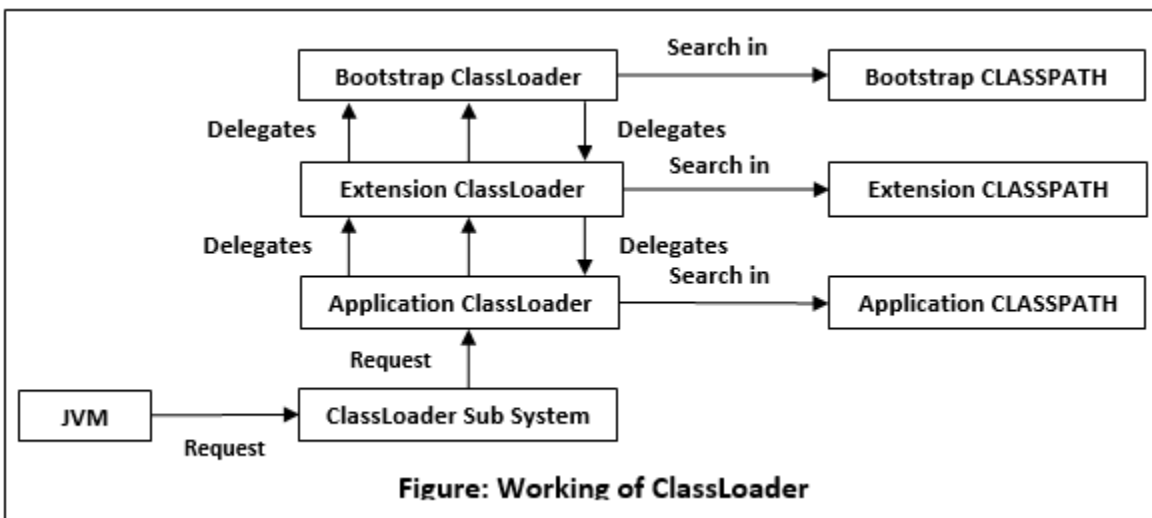 Search in
Bootstrap ClassLoader
Bootstrap CLASSPATH
Delegates
Delegates
Search in
Extension ClassLoader
Extension CLASSPATH
Delegates
Delegates
Search in
Application ClassLoader
Application CLASSPATH
Request
JVM
ClassLoader Sub System
Request
Figure: Working of ClassLoader